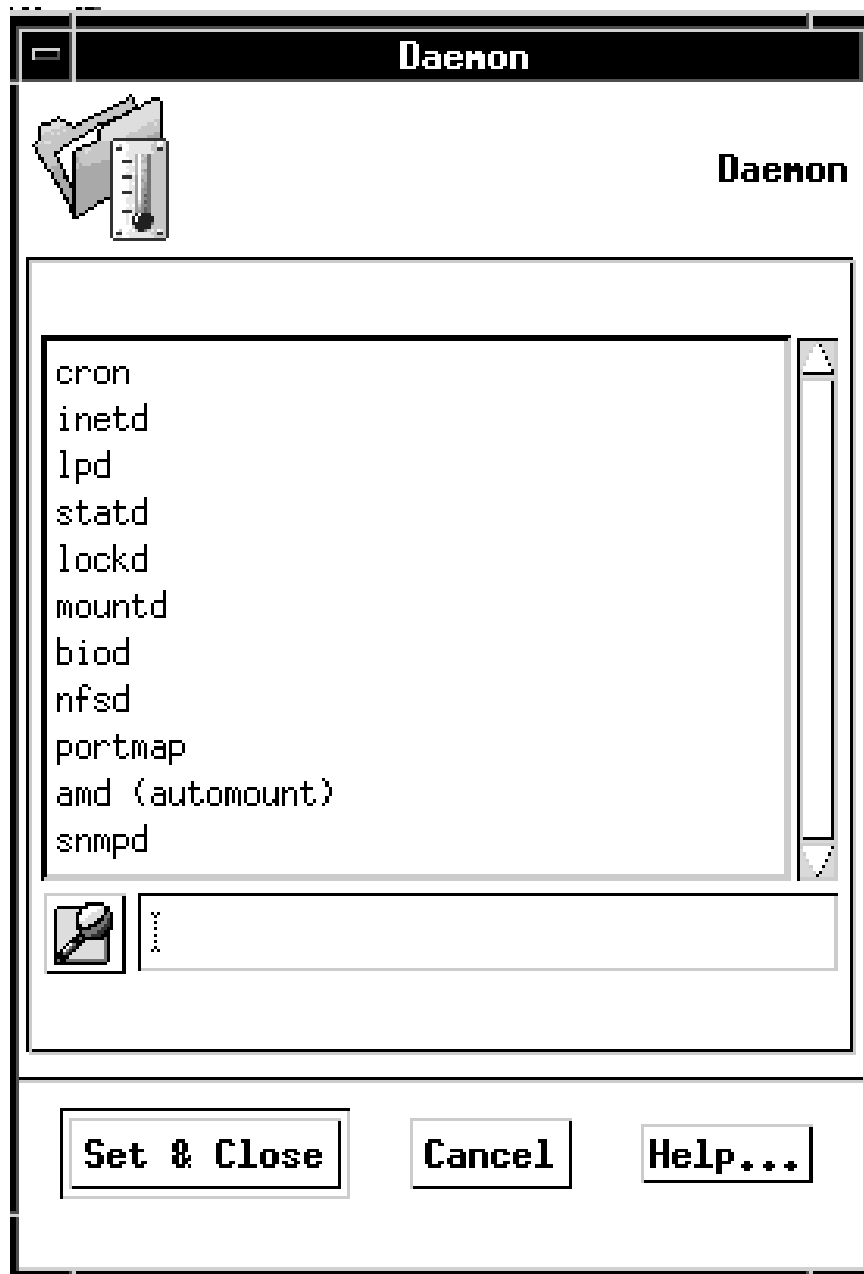 Daemon
Daemon
cron
inetd
lpd
statd
lockd
mountd
biod
nfsd
portmap
amd (automount)
snmpd
Set & Close
Cancel
Help...